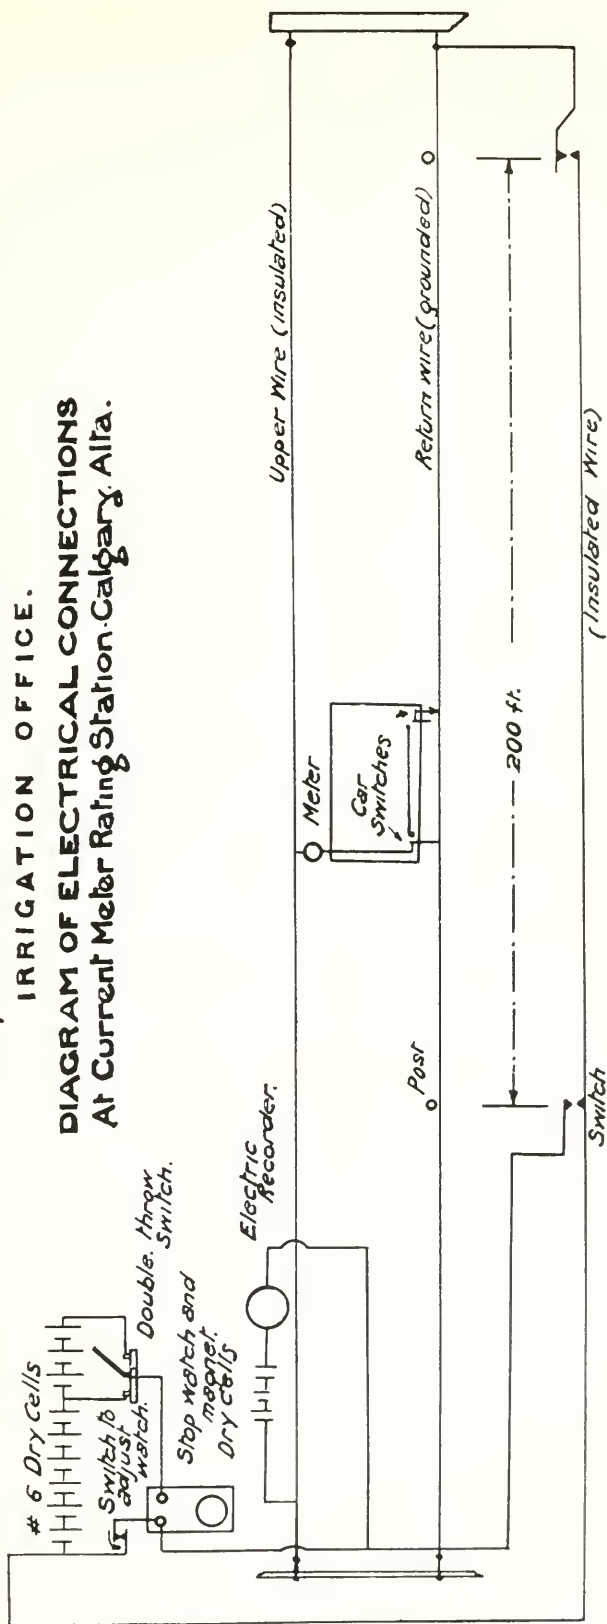 IRRIGATION OFFICE.
DIAGRAM OF ELECTRICAL CONNECTIONS
At Current Meter Rating Station-Calgary, Alta.
# 6 Dry Cells
Switch to
adjust
watch.
Double. throw
Switch.
Stop watch and
magnet.
Dry Cells
Electric
Recorder.
Upper Wire (insulated)
Meter
Car
Switches
Return wire (grounded)
Post
200 ft.
Switch
(Insulated Wire)